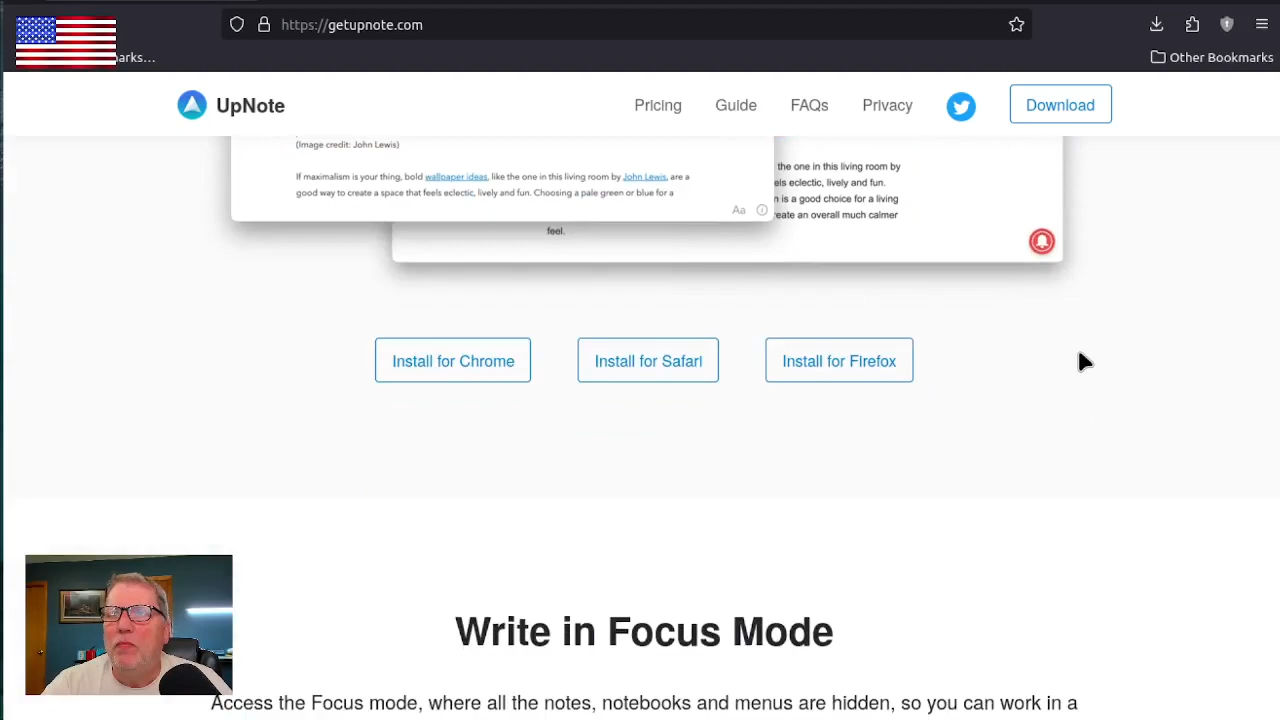 https://getupnote.com
arks…
Other Bookmarks
UpNote
Pricing
Guide
FAQs
Privacy
Download
(Image credit: John Lewis)
If maximalism is your thing, bold wallpaper ideas, like the one in this living room by John Lewis, are a
good way to create a space that feels eclectic, lively and fun. Choosing a pale green or blue for a
Aa
the one in this living room by
els eclectic, lively and fun.
n is a good choice for a living
reate an overall much calmer
feel.
Install for Chrome
Install for Safari
Install for Firefox
Write in Focus Mode
Access the Focus mode, where all the notes, notebooks and menus are hidden, so you can work in a